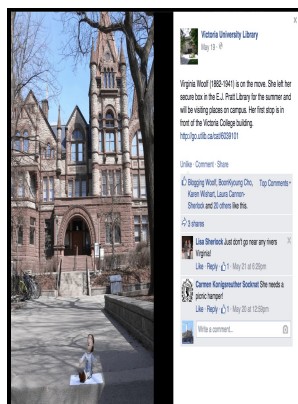 Victoria University Library
May 19 ·
Virginia Woolf (1882-1941) is on the move. She left her
secure box in the E.J. Pratt Library for the summer and
will be visiting places on campus. Her first stop is in
front of the Victoria College building.
http://go.utlib.ca/cat/6039101
Unlike · Comment · Share
Blogging Woolf, BoonKyoung Cho, Top Comments
Karen Wishart, Laura Cannon-
Sherlock and 20 others like this.
3 shares
Lisa Sherlock Just don't go near any rivers
Virginia!
Like · Reply · 1 · May 21 at 6:29pm
Carmen Konigsreuther Socknat She needs a
picnic hamper!
Like · Reply · 1 · May 20 at 12:59pm
Write a comment...